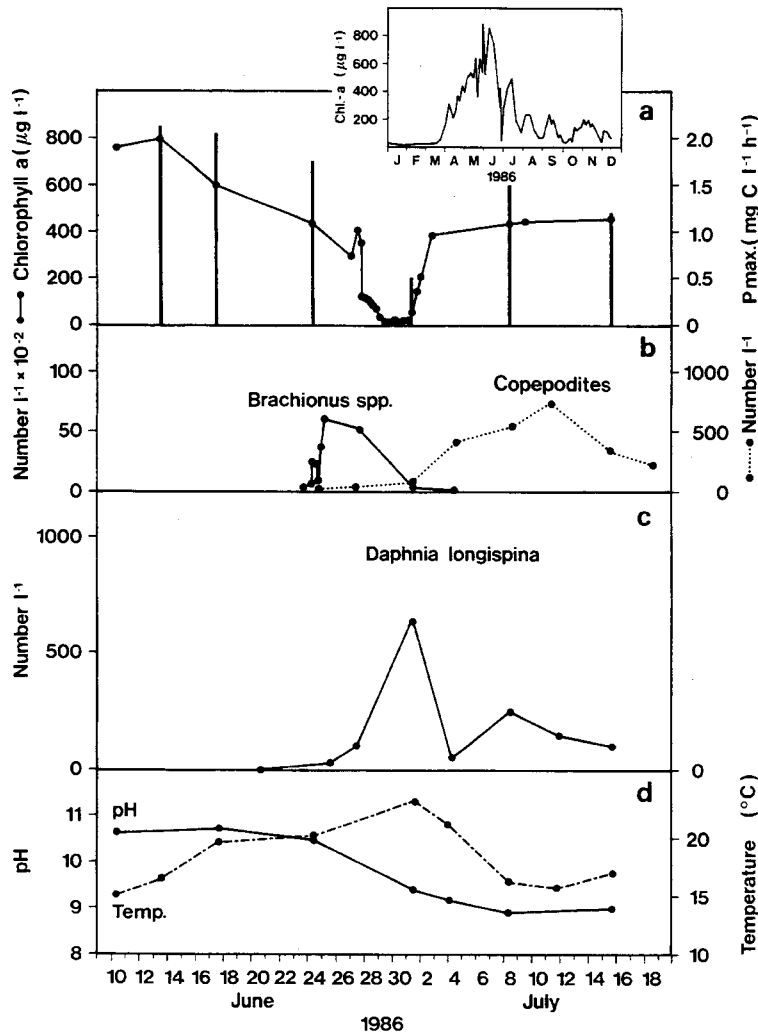 800
600
400
200
Chl.-a (µg l⁻¹)
J F M A M J J A S O N D
1986
a
800
600
400
200
0
Chlorophyll a (µg l⁻¹)
2.0
1.5
1.0
0.5
0
Pmax. (mg C l⁻¹ h⁻¹)
b
100
50
0
Number l⁻¹ × 10⁻²
Brachionus spp.
Copepodites
1000
500
0
Number l⁻¹
c
1000
500
0
Number l⁻¹
Daphnia longispina
0
d
11
10
9
8
pH
pH
Temp.
20
15
10
Temperature (°C)
10 12 14 16 18 20 22 24 26 28 30 2 4 6 8 10 12 14 16 18
June July
1986